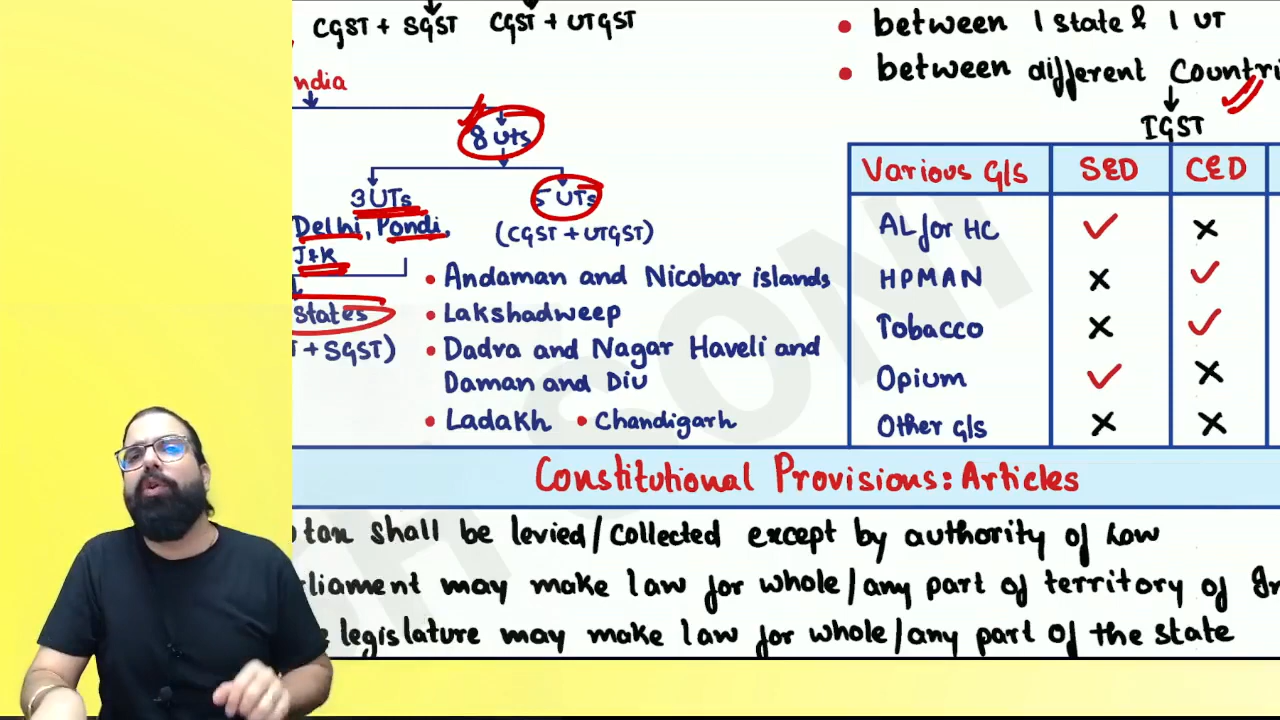 CGST + SGST CGST + UTGST
ndia
8 UTs
3 UTs 5 UTs
Delhi, Pondi, (CGST + UTGST)
J+K
States
T + SGST)
• Andaman and Nicobar islands
• Lakshadweep
• Dadra and Nagar Haveli and
Daman and Diu
• Ladakh • Chandigarh
• between 1 state & 1 UT
• between different Countri
IGST
Various G/S SED CED
AL for HC ✓ ×
HPMAN × ✓
Tobacco × ✓
Opium ✓ ×
Other G/s × ×
Constitutional Provisions: Articles
tax shall be levied/Collected except by authority of Law
rliament may make law for whole/any part of territory of In
legislature may make law for whole/any part of the state
SONI